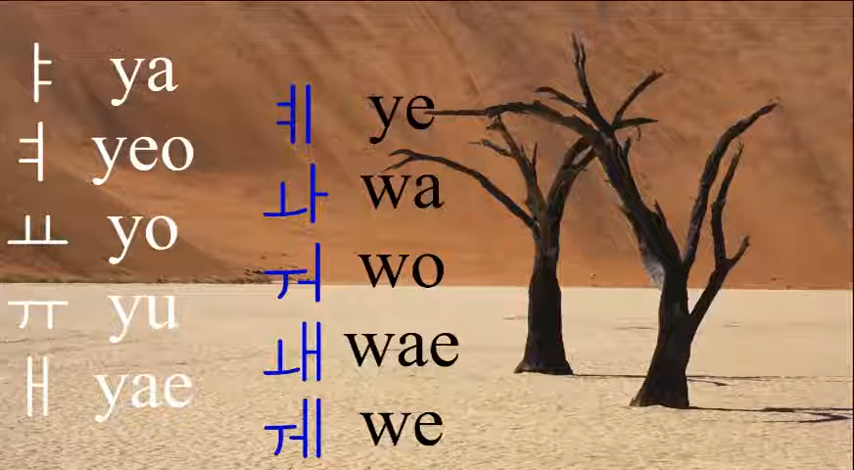 ㅑ ya
ㅕ yeo
ㅛ yo
ㅠ yu
ㅒ yae
ㅖ ye
ㅘ wa
ㅝ wo
ㅙ wae
ㅞ we